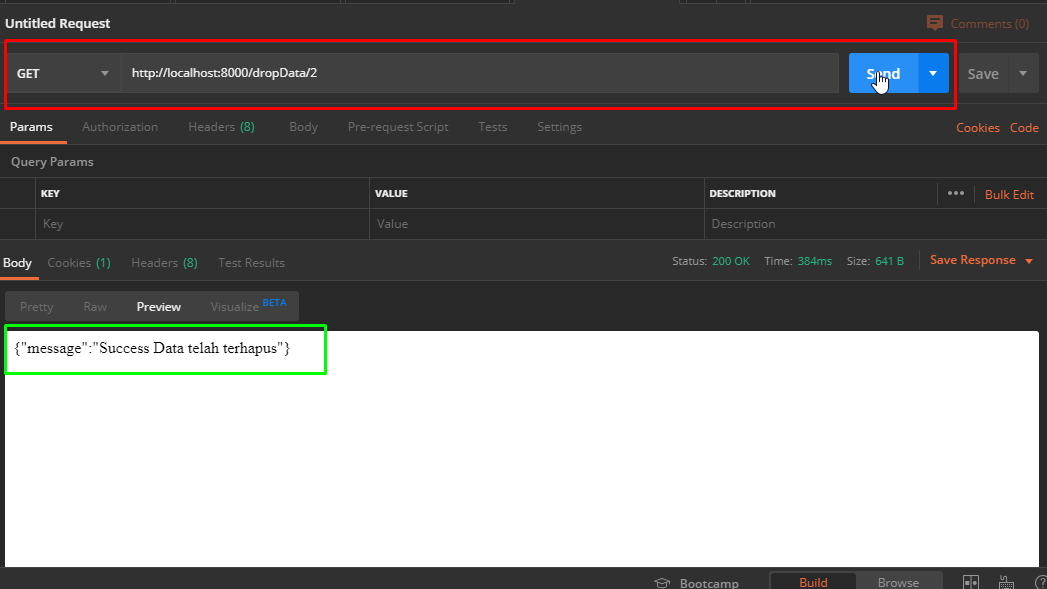 Untitled Request
Comments (0)
GET
http://localhost:8000/dropData/2
Send
Save
Params Authorization Headers (8) Body Pre-request Script Tests Settings Cookies Code
Query Params
KEY VALUE DESCRIPTION ••• Bulk Edit
Key Value Description
Body Cookies (1) Headers (8) Test Results Status: 200 OK Time: 384ms Size: 641 B Save Response
Pretty Raw Preview Visualize BETA
{"message":"Success Data telah terhapus"}
Bootcamp Build Browse